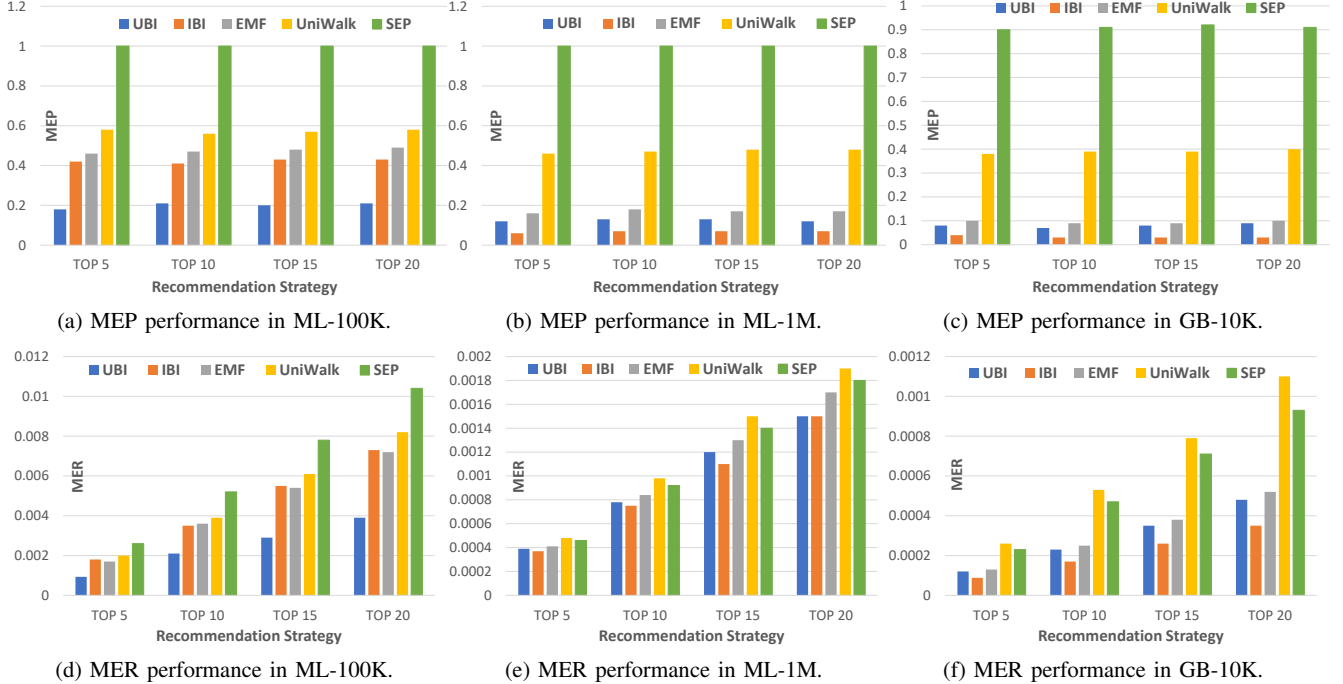 1.2
1
0.8
0.6
0.4
0.2
0
MEP
UBI IBI EMF UniWalk SEP
TOP 5 TOP 10 TOP 15 TOP 20
Recommendation Strategy
(a) MEP performance in ML-100K.
1.2
1
0.8
0.6
0.4
0.2
0
MEP
UBI IBI EMF UniWalk SEP
TOP 5 TOP 10 TOP 15 TOP 20
Recommendation Strategy
(b) MEP performance in ML-1M.
1
0.9
0.8
0.7
0.6
0.5
0.4
0.3
0.2
0.1
0
MEP
UBI IBI EMF UniWalk SEP
TOP 5 TOP 10 TOP 15 TOP 20
Recommendation Strategy
(c) MEP performance in GB-10K.
0.012
0.01
0.008
0.006
0.004
0.002
0
MER
UBI IBI EMF UniWalk SEP
TOP 5 TOP 10 TOP 15 TOP 20
Recommendation Strategy
(d) MER performance in ML-100K.
0.002
0.0018
0.0016
0.0014
0.0012
0.001
0.0008
0.0006
0.0004
0.0002
0
MER
UBI IBI EMF UniWalk SEP
TOP 5 TOP 10 TOP 15 TOP 20
Recommendation Strategy
(e) MER performance in ML-1M.
0.0012
0.001
0.0008
0.0006
0.0004
0.0002
0
MER
UBI IBI EMF UniWalk SEP
TOP 5 TOP 10 TOP 15 TOP 20
Recommendation Strategy
(f) MER performance in GB-10K.